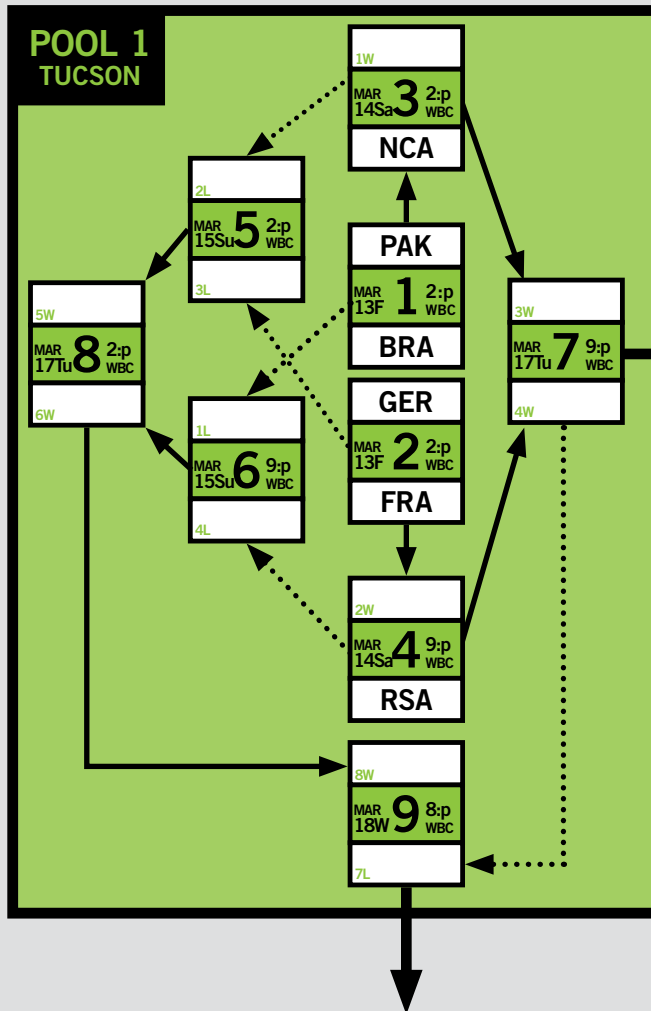 POOL 1
TUCSON
1W
MAR
14Sa 3 2:p
WBC
NCA
2L
MAR
15Su 5 2:p
WBC
3L
PAK
MAR
13F 1 2:p
WBC
BRA
5W
MAR
17Tu 8 2:p
WBC
6W
3W
MAR
17Tu 7 9:p
WBC
4W
GER
MAR
13F 2 2:p
WBC
FRA
1L
MAR
15Su 6 9:p
WBC
4L
2W
MAR
14Sa 4 9:p
WBC
RSA
8W
MAR
18W 9 8:p
WBC
7L